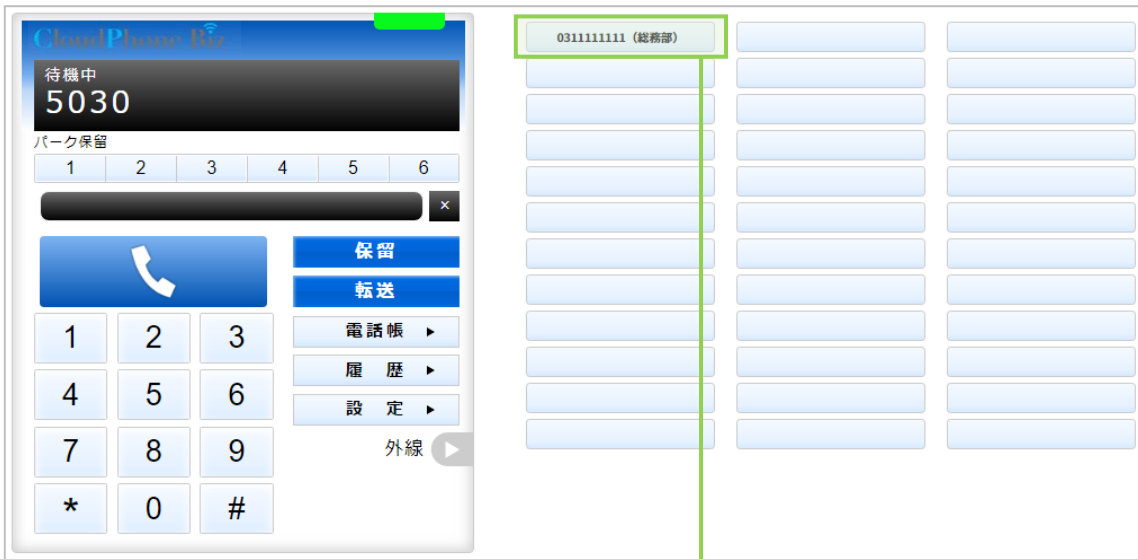 CloudPhone Biz
待機中
5030
パーク保留
1 2 3 4 5 6
×
保留
転送
1 2 3
電話帳 ▶
履 歴 ▶
4 5 6
設 定 ▶
7 8 9
外線
* 0 #
0311111111（総務部）